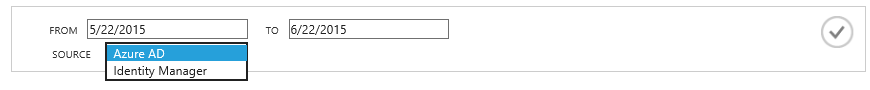 FROM 5/22/2015 TO 6/22/2015
SOURCE Azure AD
Identity Manager